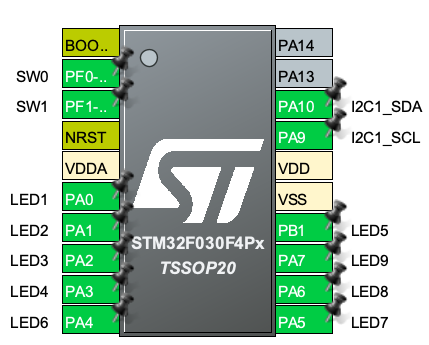 BOO.. PA14
SW0 PF0-.. PA13
SW1 PF1-.. PA10 I2C1_SDA
NRST PA9 I2C1_SCL
VDDA VDD
LED1 PA0 VSS
LED2 PA1 PB1 LED5
STM32F030F4Px
LED3 PA2 PA7 LED9
TSSOP20
LED4 PA3 PA6 LED8
LED6 PA4 PA5 LED7